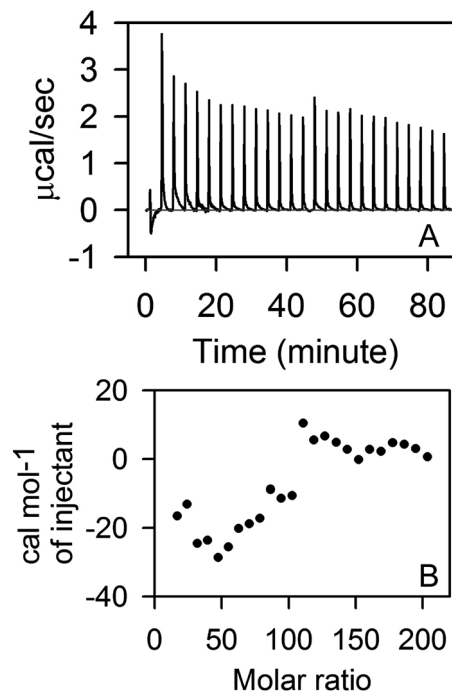 4
3
2
1
0
-1
µcal/sec
A
0 20 40 60 80
Time (minute)
20
0
-20
-40
cal mol-1
of injectant
B
0 50 100 150 200
Molar ratio